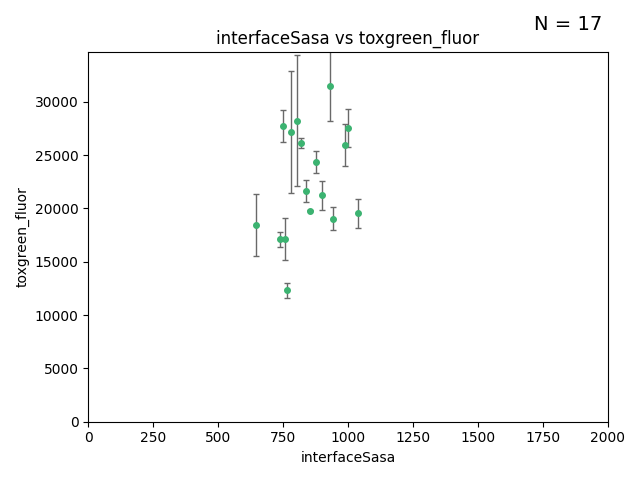 N = 17
interfaceSasa vs toxgreen_fluor
30000
25000
20000
15000
10000
5000
0
toxgreen_fluor
0 250 500 750 1000 1250 1500 1750 2000
interfaceSasa